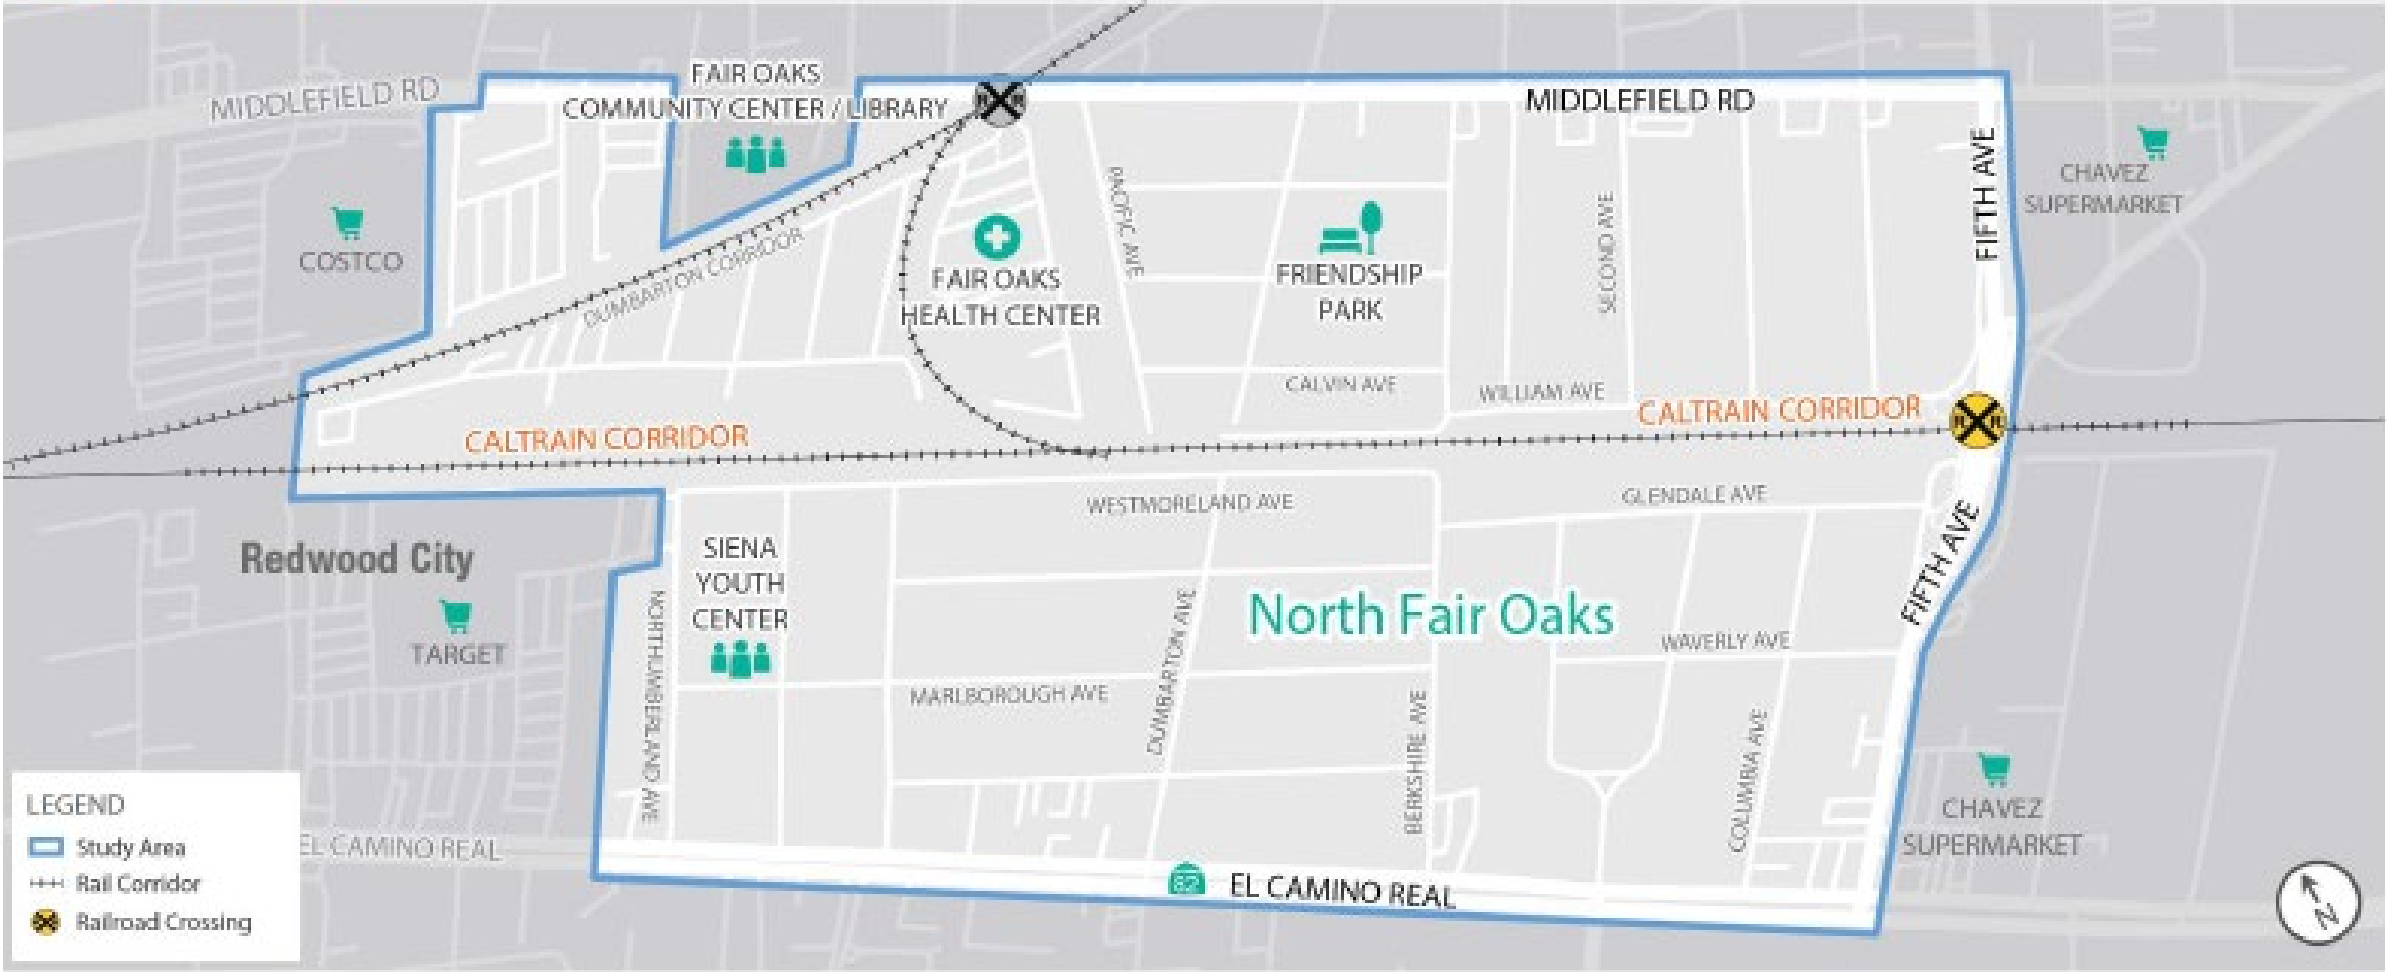 FAIR OAKS
COMMUNITY CENTER / LIBRARY
MIDDLEFIELD RD
MIDDLEFIELD RD
FIFTH AVE
CHAVEZ
SUPERMARKET
COSTCO
DUMBARTON CORRIDOR
FAIR OAKS
HEALTH CENTER
PACIFIC AVE
FRIENDSHIP
PARK
SECOND AVE
CALVIN AVE
WILLIAM AVE
CALTRAIN CORRIDOR
CALTRAIN CORRIDOR
WESTMORELAND AVE
GLENDALE AVE
Redwood City
TARGET
SIENA
YOUTH
CENTER
NORTHUMBERLAND AVE
North Fair Oaks
FIFTH AVE
WAVERLY AVE
MARLBOROUGH AVE
DUMBARTON AVE
BERKSHIRE AVE
COLUMBIA AVE
CHAVEZ
SUPERMARKET
EL CAMINO REAL
82
EL CAMINO REAL
LEGEND
Study Area
Rail Corridor
Railroad Crossing
N